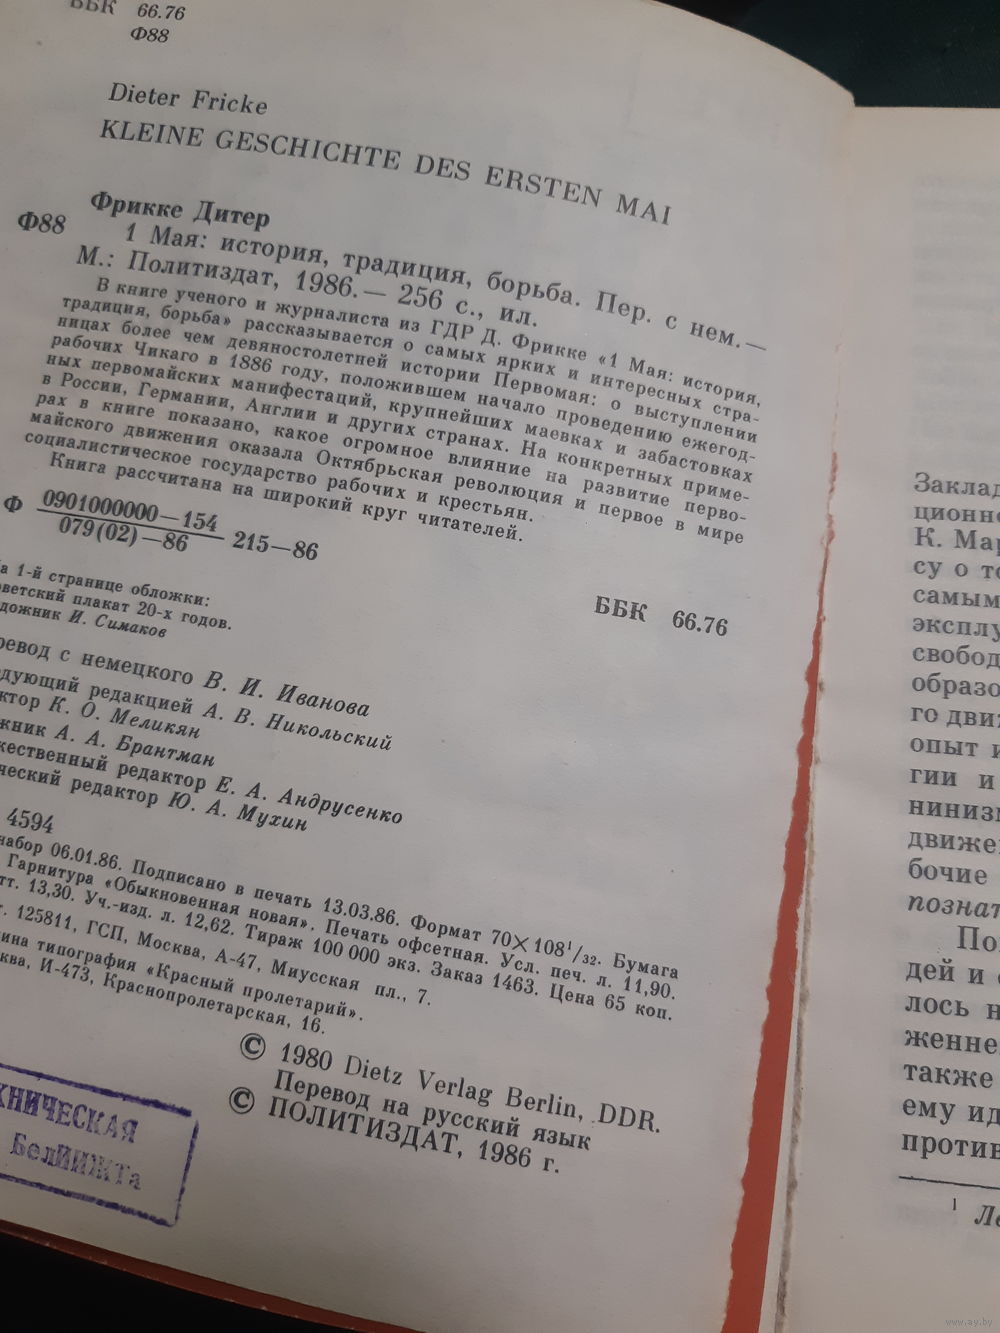 ББК 66.76
Ф88
Dieter Fricke
KLEINE GESCHICHTE DES ERSTEN MAI
Фрикке Дитер
Ф88 1 Мая: история, традиция, борьба. Пер. с нем.—
М.: Политиздат, 1986.— 256 с., ил.
В книге ученого и журналиста из ГДР Д. Фрикке «1 Мая: история,
традиция, борьба» рассказывается о самых ярких и интересных стра-
ницах более чем девяностолетней истории Первомая: о выступлении
рабочих Чикаго в 1886 году, положившем начало проведению ежегод-
ных первомайских манифестаций, крупнейших маевках и забастовках
в России, Германии, Англии и других странах. На конкретных приме-
рах в книге показано, какое огромное влияние на развитие перво-
майского движения оказала Октябрьская революция и первое в мире
социалистическое государство рабочих и крестьян.
Книга рассчитана на широкий круг читателей.
Ф 0901000000—154
079(02)—86 215—86
ББК 66.76
а 1-й странице обложки:
оветский плакат 20-х годов.
дожник И. Симаков
ревод с немецкого В. И. Иванова
дующий редакцией А. В. Никольский
ктор К. О. Меликян
жник А. А. Брантман
жественный редактор Е. А. Андрусенко
ческий редактор Ю. А. Мухин
4594
набор 06.01.86. Подписано в печать 13.03.86. Формат 70×108¹/₃₂. Бумага
Гарнитура «Обыкновенная новая». Печать офсетная. Усл. печ. л. 11,90.
тт. 13,30. Уч.-изд. л. 12,62. Тираж 100 000 экз. Заказ 1463. Цена 65 коп.
т. 125811, ГСП, Москва, А-47, Миусская пл., 7.
ина типография «Красный пролетарий».
ква, И-473, Краснопролетарская, 16.
© 1980 Dietz Verlag Berlin, DDR.
Перевод на русский язык
© ПОЛИТИЗДАТ, 1986 г.
ХНИЧЕСКАЯ
БелИИЖТа
Заклад
ционно
К. Мар
су о то
самым
эксплу
свобод
образо
го движ
опыт и
гии и
нинизм
движе
бочие
познат
По
дей и
лось н
женне
также
ему ид
против
¹ Ле
www.ay.by